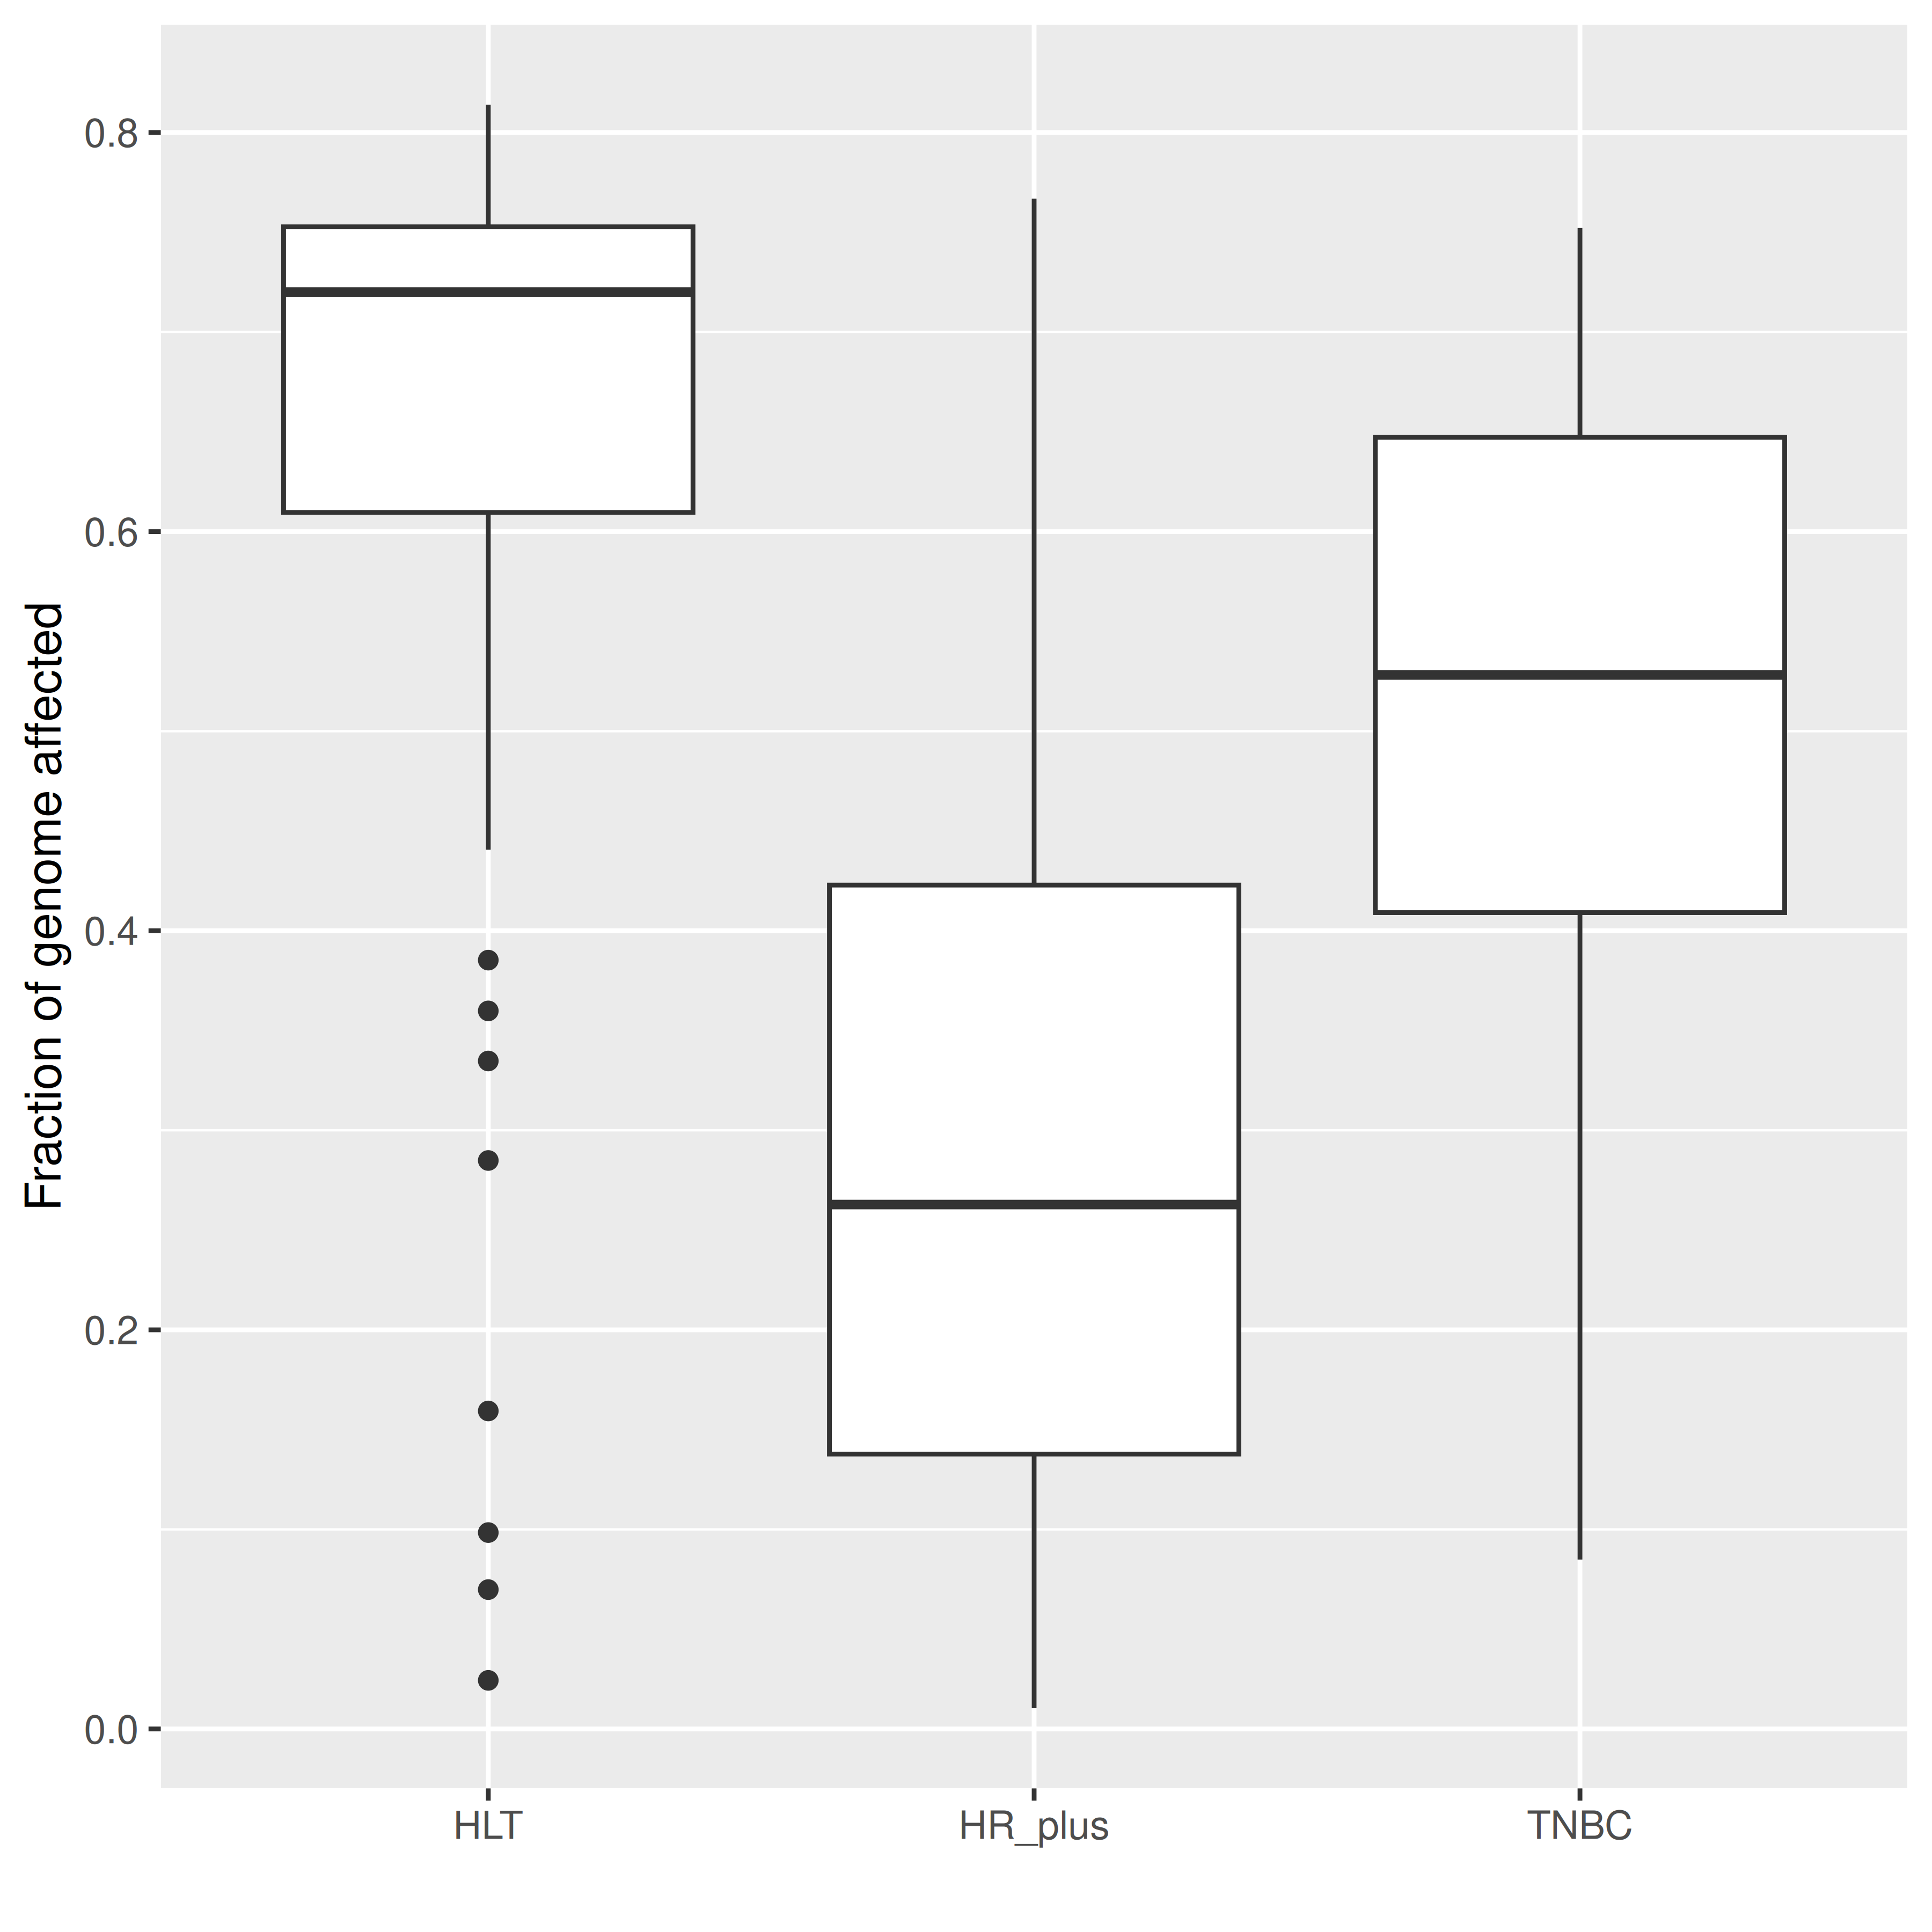 Fraction of genome affected
0.8
0.6
0.4
0.2
0.0
HLT
HR_plus
TNBC